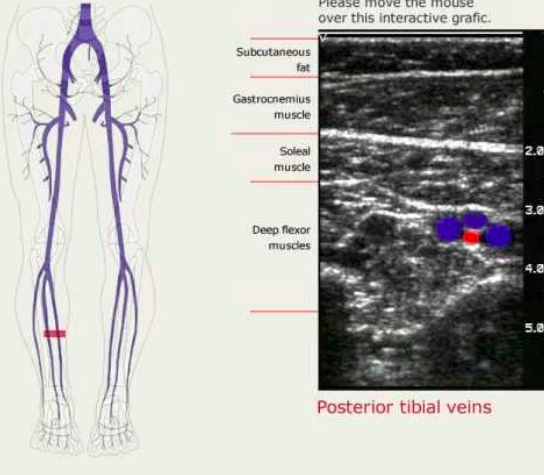 Please move the mouse
over this interactive grafic.
Subcutaneous
fat
Gastrocnemius
muscle
Soleal
muscle
2.0
3.0
Deep flexor
muscles
4.0
5.0
Posterior tibial veins